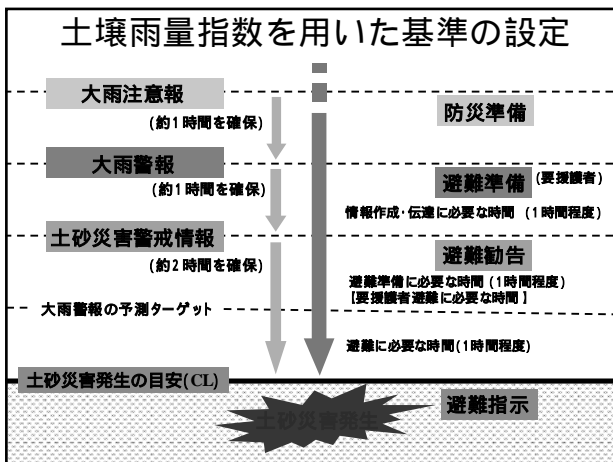 土壌雨量指数を用いた基準の設定
大雨注意報
(約1時間を確保)
防災準備
大雨警報
(約1時間を確保)
避難準備 (要援護者)
情報作成・伝達に必要な時間 (1時間程度)
土砂災害警戒情報
(約2時間を確保)
避難勧告
避難準備に必要な時間 (1時間程度)
【要援護者避難に必要な時間】
大雨警報の予測ターゲット
避難に必要な時間(1時間程度)
土砂災害発生の目安(CL)
土砂災害発生
避難指示